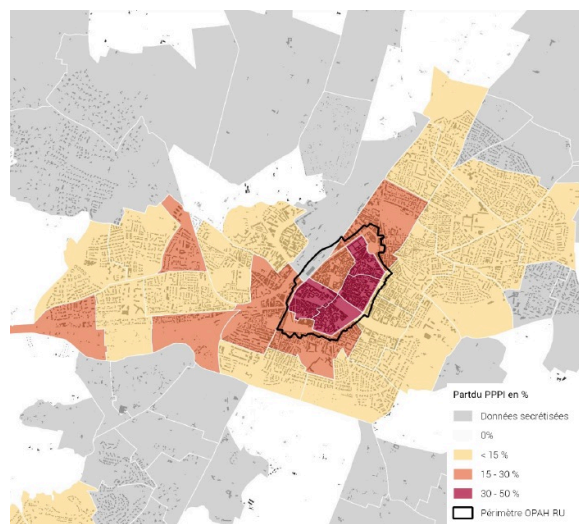 Partdu PPPI en %
Données secrétisées
0%
< 15 %
15 - 30 %
30 - 50 %
Périmètre OPAH RU